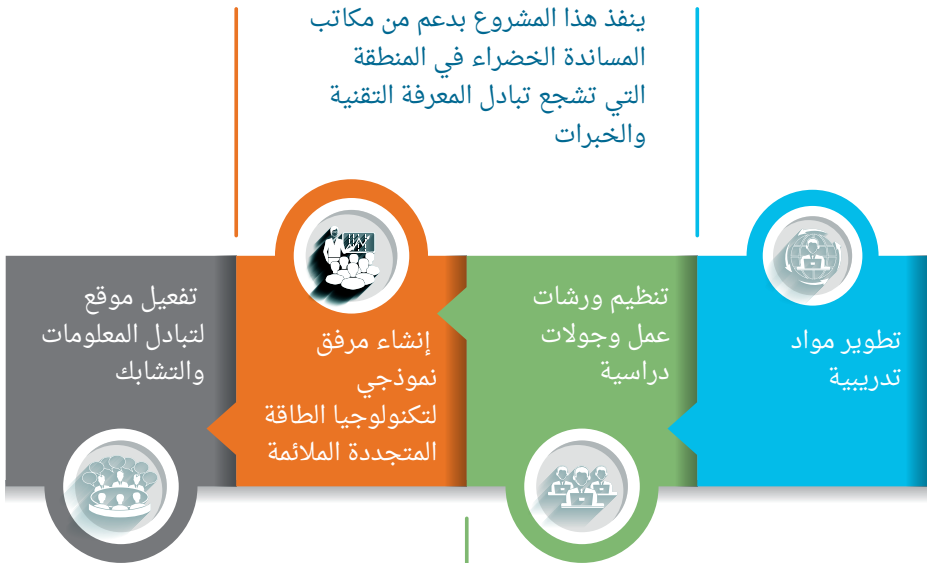 ينفذ هذا المشروع بدعم من مكاتب
المساندة الخضراء في المنطقة
التي تشجع تبادل المعرفة التقنية
والخبرات
تطوير مواد
تدريبية
تنظيم ورشات
عمل وجولات
دراسية
إنشاء مرفق
نموذجي
لتكنولوجيا الطاقة
المتجددة الملائمة
تفعيل موقع
لتبادل المعلومات
والتشابك